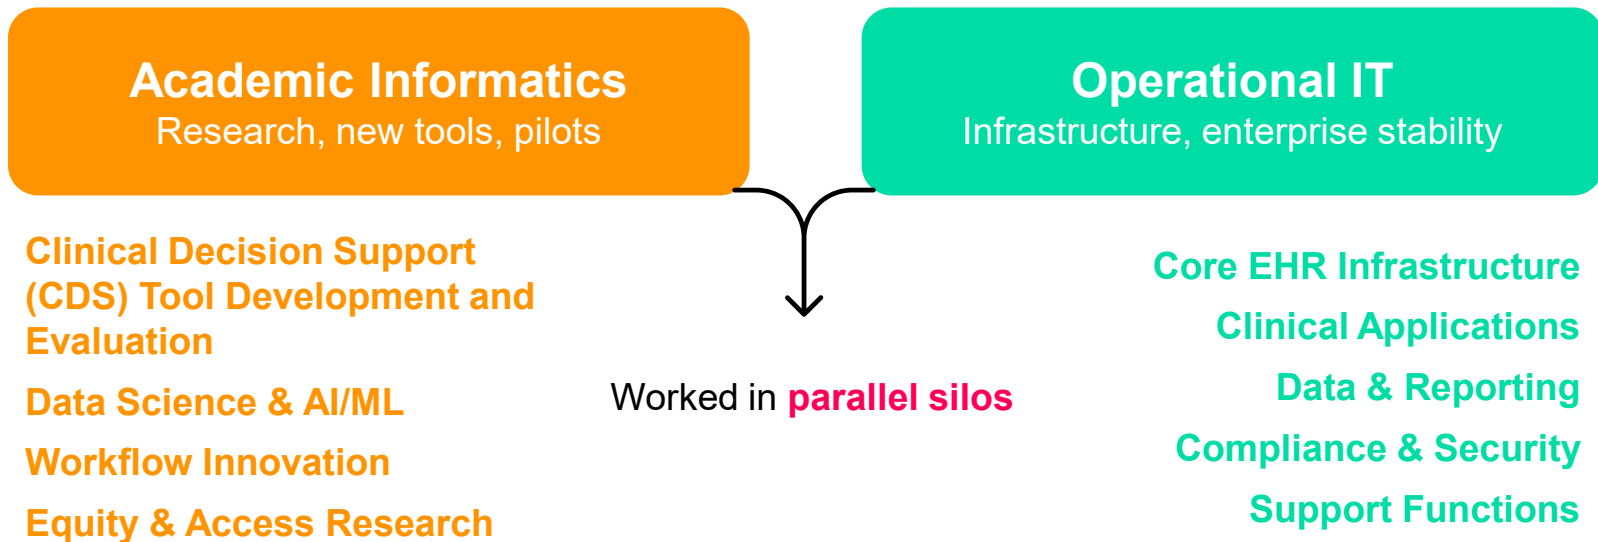 Academic Informatics
Research, new tools, pilots
Operational IT
Infrastructure, enterprise stability
Clinical Decision Support
(CDS) Tool Development and
Evaluation
Data Science & AI/ML
Workflow Innovation
Equity & Access Research
Worked in parallel silos
Core EHR Infrastructure
Clinical Applications
Data & Reporting
Compliance & Security
Support Functions